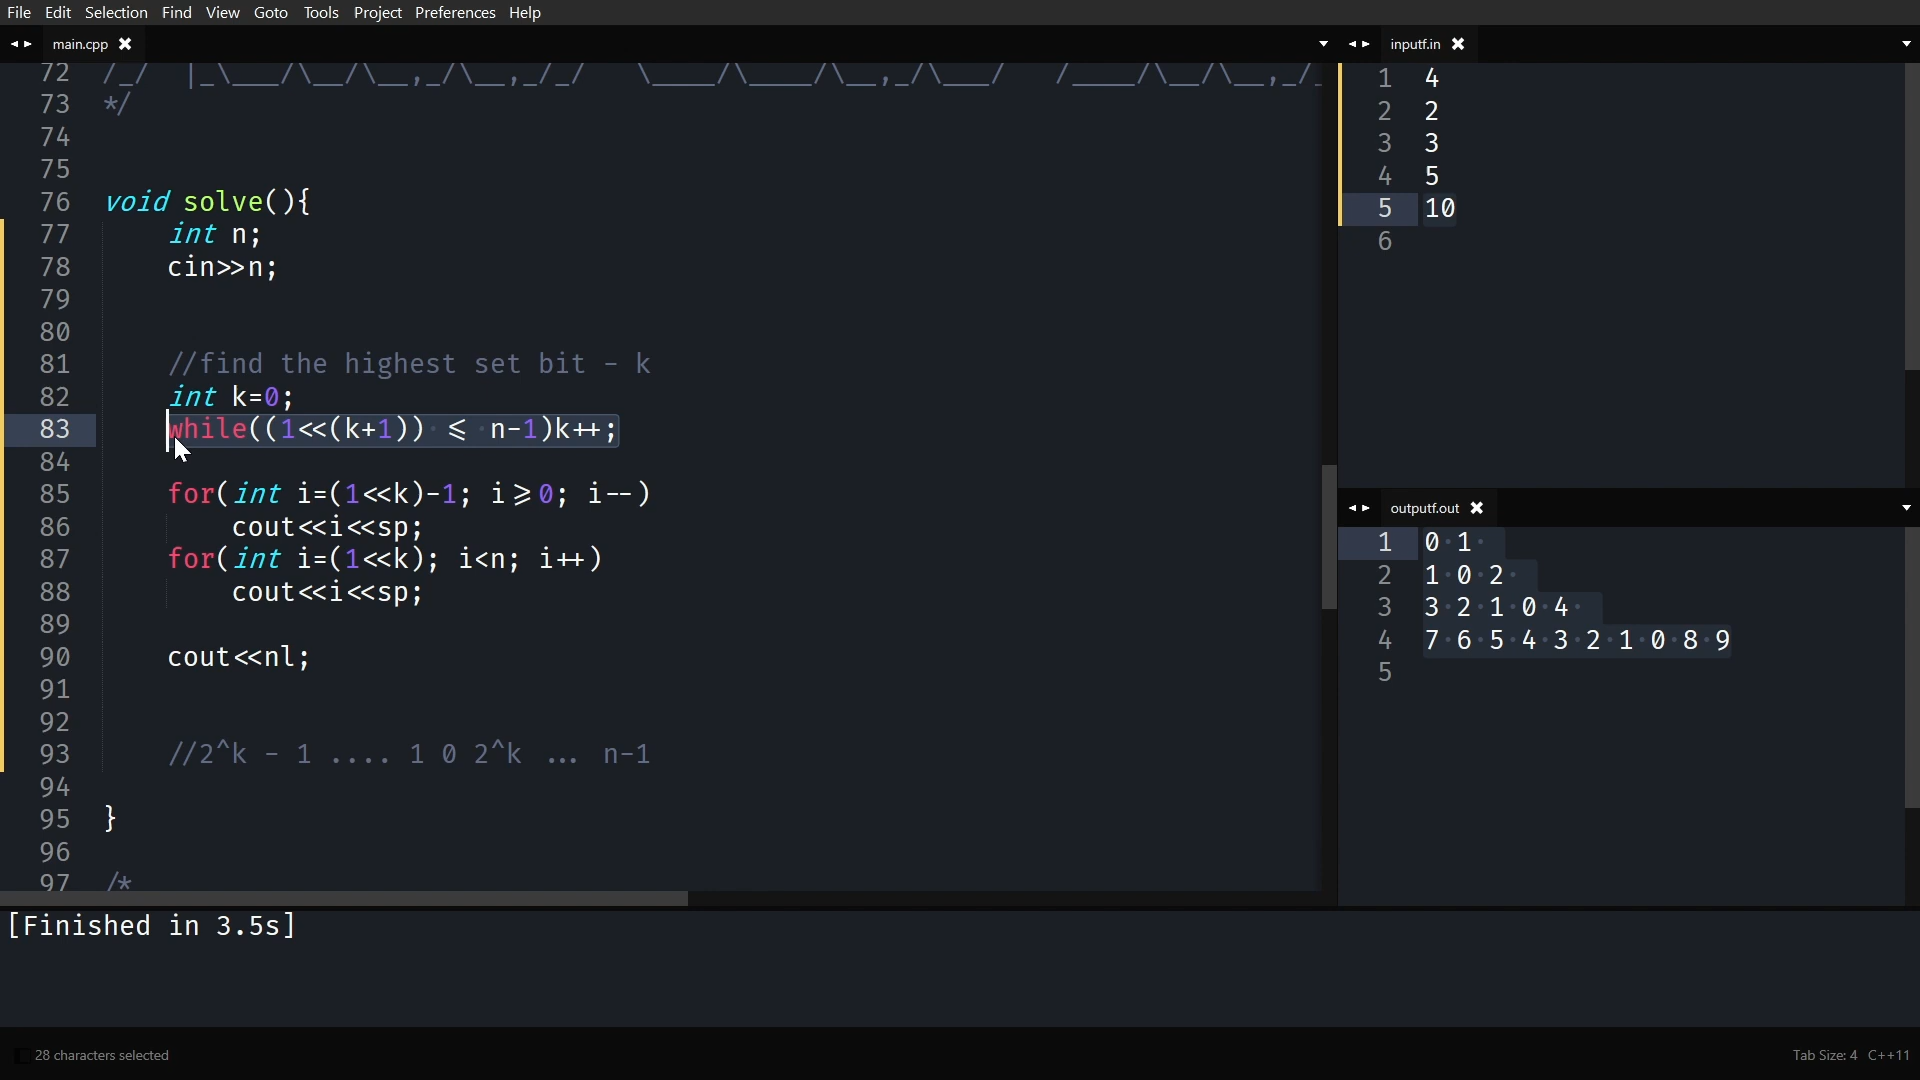 File Edit Selection Find View Goto Tools Project Preferences Help
main.cpp
72 /_/ |_\___/\__/\__,_/\__,_/_/ \____/\____/\__,_/\___/ /____/\__/\__,_/_
73 */
74
75
76 void solve(){
77 int n;
78 cin>>n;
79
80
81 //find the highest set bit - k
82 int k=0;
83 while((1<<(k+1)) <= n-1)k++;
84
85 for(int i=(1<<k)-1; i>=0; i--)
86 cout<<i<<sp;
87 for(int i=(1<<k); i<n; i++)
88 cout<<i<<sp;
89
90 cout<<nl;
91
92
93 //2^k - 1 .... 1 0 2^k ... n-1
94
95 }
96
97 /*
inputf.in
1 4
2 2
3 3
4 5
5 10
6
outputf.out
1 0 1
2 1 0 2
3 3 2 1 0 4
4 7 6 5 4 3 2 1 0 8 9
5
[Finished in 3.5s]
28 characters selected
Tab Size: 4 C++11